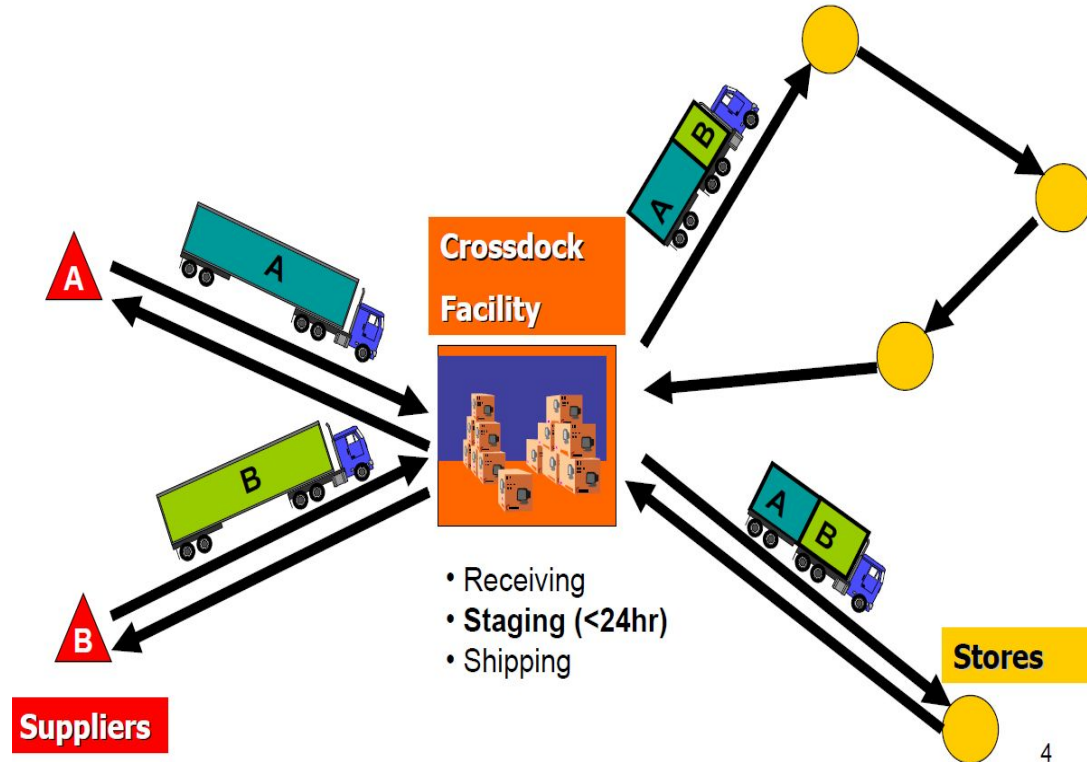 A
A
B
B
Suppliers
Crossdock
Facility
• Receiving
• Staging (<24hr)
• Shipping
A
B
A
B
Stores
4